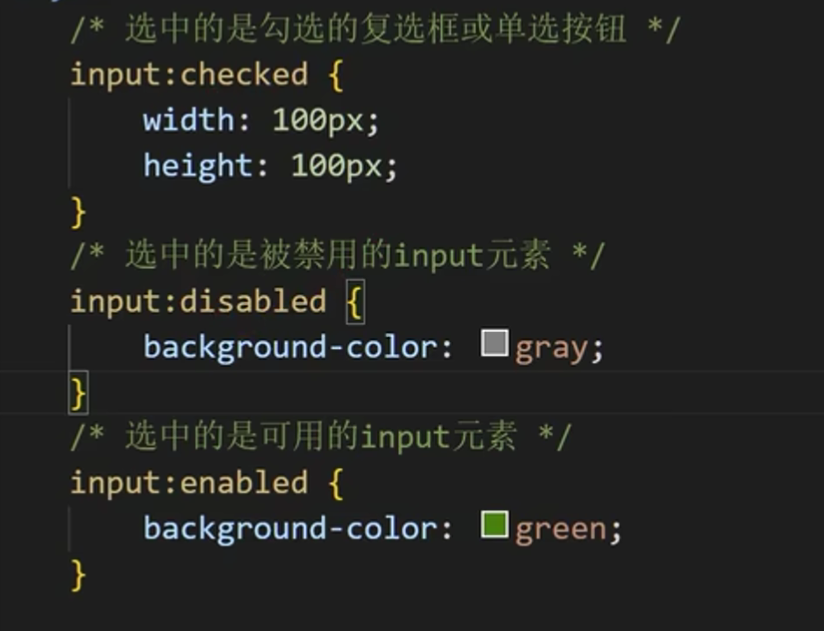 /* 选中的是勾选的复选框或单选按钮 */
input:checked {
width: 100px;
height: 100px;
}
/* 选中的是被禁用的input元素 */
input:disabled {
background-color: gray;
}
/* 选中的是可用的input元素 */
input:enabled {
background-color: green;
}